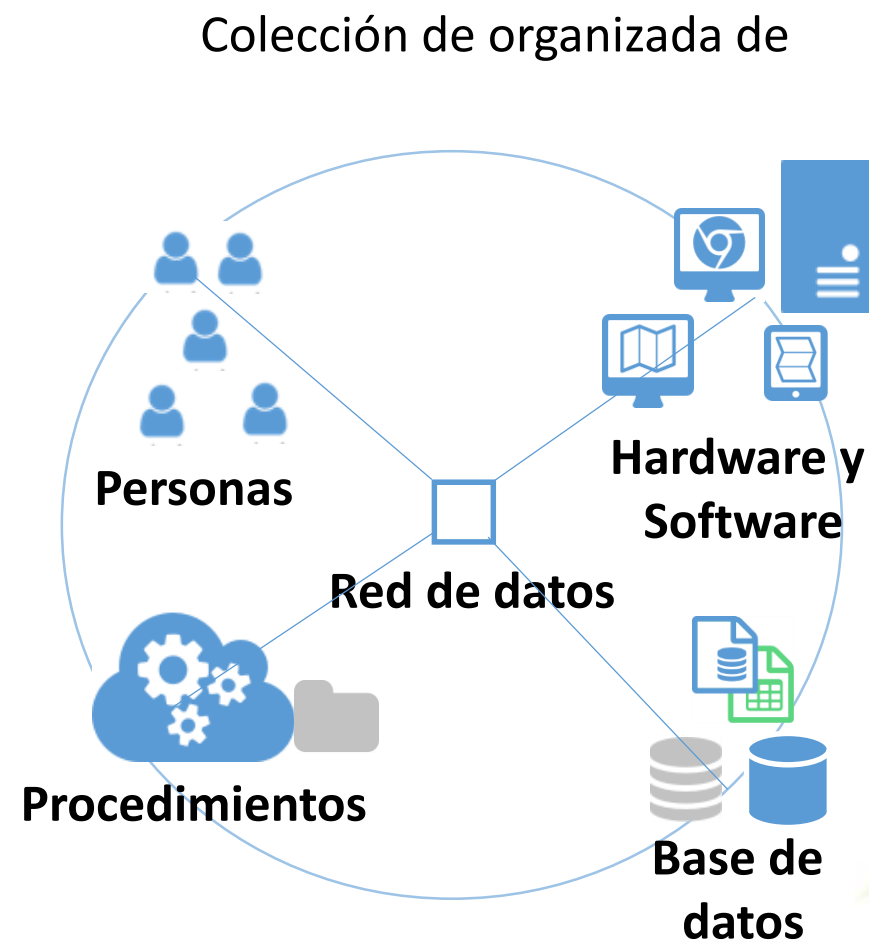 Colección de organizada de
Personas
Hardware y
Software
Red de datos
Procedimientos
Base de
datos